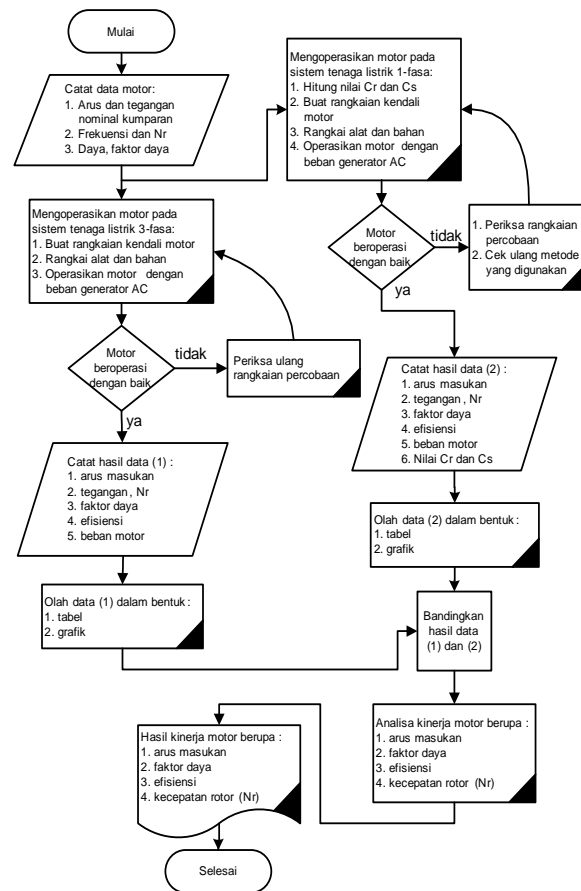 Mulai
Catat data motor:
1. Arus dan tegangan
nominal kumparan
2. Frekuensi dan Nr
3. Daya, faktor daya
Mengoperasikan motor pada
sistem tenaga listrik 3-fasa:
1. Buat rangkaian kendali motor
2. Rangkai alat dan bahan
3. Operasikan motor dengan
beban generator AC
Motor
beroperasi
dengan baik
tidak
Periksa ulang
rangkaian percobaan
ya
Catat hasil data (1) :
1. arus masukan
2. tegangan , Nr
3. faktor daya
4. efisiensi
5. beban motor
Olah data (1) dalam bentuk :
1. tabel
2. grafik
Mengoperasikan motor pada
sistem tenaga listrik 1-fasa:
1. Hitung nilai Cr dan Cs
2. Buat rangkaian kendali
motor
3. Rangkai alat dan bahan
4. Operasikan motor dengan
beban generator AC
Motor
beroperasi
dengan baik
tidak
1. Periksa rangkaian
percobaan
2. Cek ulang metode
yang digunakan
ya
Catat hasil data (2) :
1. arus masukan
2. tegangan , Nr
3. faktor daya
4. efisiensi
5. beban motor
6. Nilai Cr dan Cs
Olah data (2) dalam bentuk :
1. tabel
2. grafik
Bandingkan
hasil data
(1) dan (2)
Analisa kinerja motor berupa :
1. arus masukan
2. faktor daya
3. efisiensi
4. kecepatan rotor (Nr)
Hasil kinerja motor berupa :
1. arus masukan
2. faktor daya
3. efisiensi
4. kecepatan rotor (Nr)
Selesai